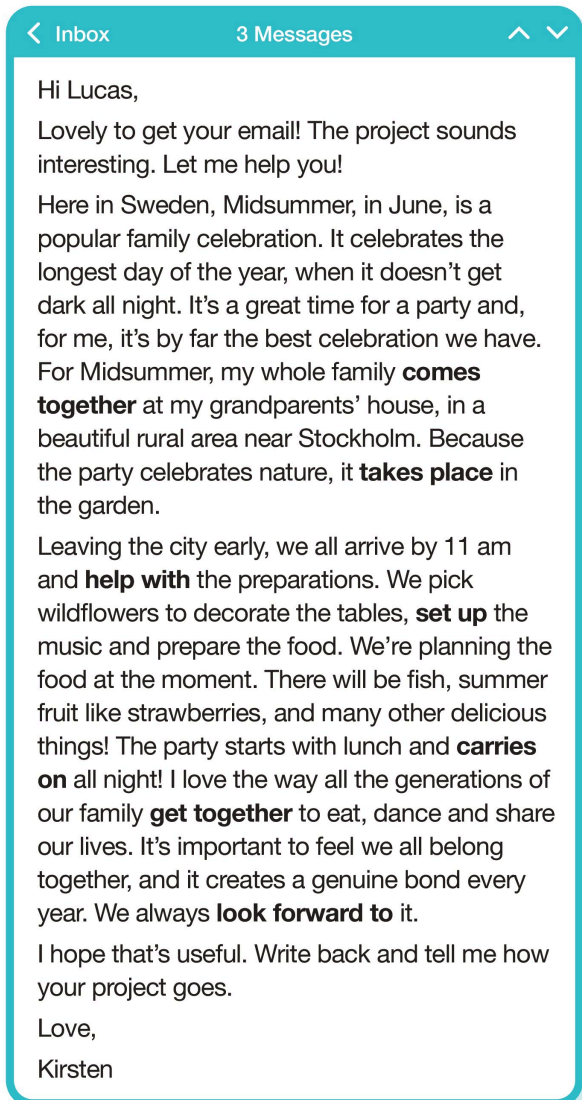 Inbox 3 Messages
Hi Lucas,
Lovely to get your email! The project sounds
interesting. Let me help you!
Here in Sweden, Midsummer, in June, is a
popular family celebration. It celebrates the
longest day of the year, when it doesn’t get
dark all night. It’s a great time for a party and,
for me, it’s by far the best celebration we have.
For Midsummer, my whole family comes
together at my grandparents’ house, in a
beautiful rural area near Stockholm. Because
the party celebrates nature, it takes place in
the garden.
Leaving the city early, we all arrive by 11 am
and help with the preparations. We pick
wildflowers to decorate the tables, set up the
music and prepare the food. We’re planning the
food at the moment. There will be fish, summer
fruit like strawberries, and many other delicious
things! The party starts with lunch and carries
on all night! I love the way all the generations of
our family get together to eat, dance and share
our lives. It’s important to feel we all belong
together, and it creates a genuine bond every
year. We always look forward to it.
I hope that’s useful. Write back and tell me how
your project goes.
Love,
Kirsten